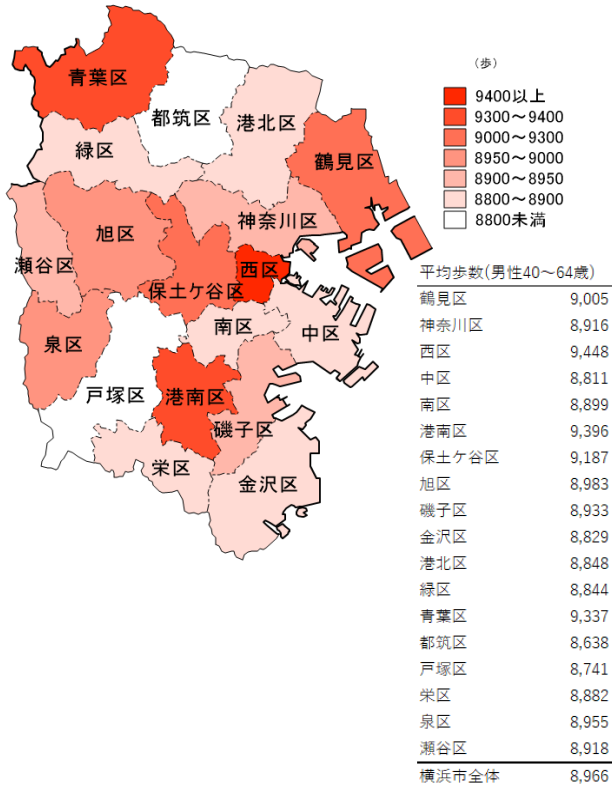 青葉区
都筑区
港北区
緑区
鶴見区
神奈川区
旭区
瀬谷区
西区
保土ケ谷区
南区
中区
泉区
戸塚区
港南区
磯子区
栄区
金沢区
(歩)
9400以上
9300～9400
9000～9300
8950～9000
8900～8950
8800～8900
8800未満
平均歩数(男性40～64歳)
鶴見区 9,005
神奈川区 8,916
西区 9,448
中区 8,811
南区 8,899
港南区 9,396
保土ケ谷区 9,187
旭区 8,983
磯子区 8,933
金沢区 8,829
港北区 8,848
緑区 8,844
青葉区 9,337
都筑区 8,638
戸塚区 8,741
栄区 8,882
泉区 8,955
瀬谷区 8,918
横浜市全体 8,966